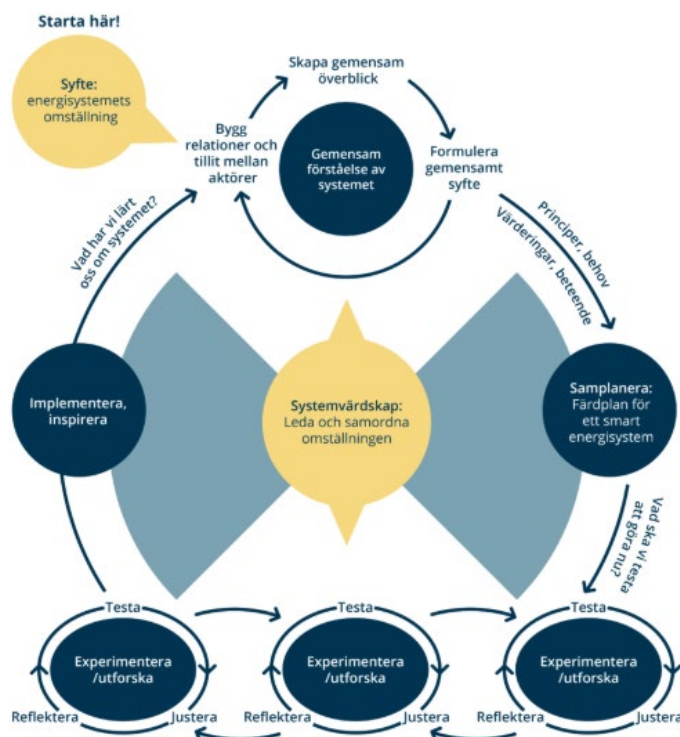 Starta här!
Syfte:
energisystemets
omställning
Skapa gemensam
överblick
Bygg
relationer och
tillit mellan
aktörer
Gemensam
förståelse av
systemet
Formulera
gemensamt
syfte
Vad har vi lärt
oss om systemet?
Principer, behov
Värderingar, beteende
Implementera,
inspirera
Systemvärdskap:
Leda och samordna
omställningen
Samplanera:
Färdplan för
ett smart
energisystem
Vad ska vi testa
att göra nu?
Testa
Experimentera
/utforska
Reflektera
Justera
Testa
Experimentera
/utforska
Reflektera
Justera
Testa
Experimentera
/utforska
Reflektera
Justera